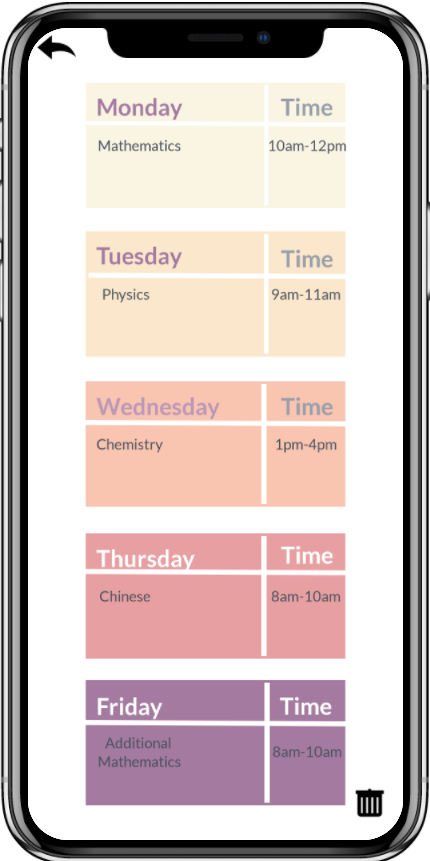 Monday Time
Mathematics 10am-12pm
Tuesday Time
Physics 9am-11am
Wednesday Time
Chemistry 1pm-4pm
Thursday Time
Chinese 8am-10am
Friday Time
Additional
Mathematics 8am-10am